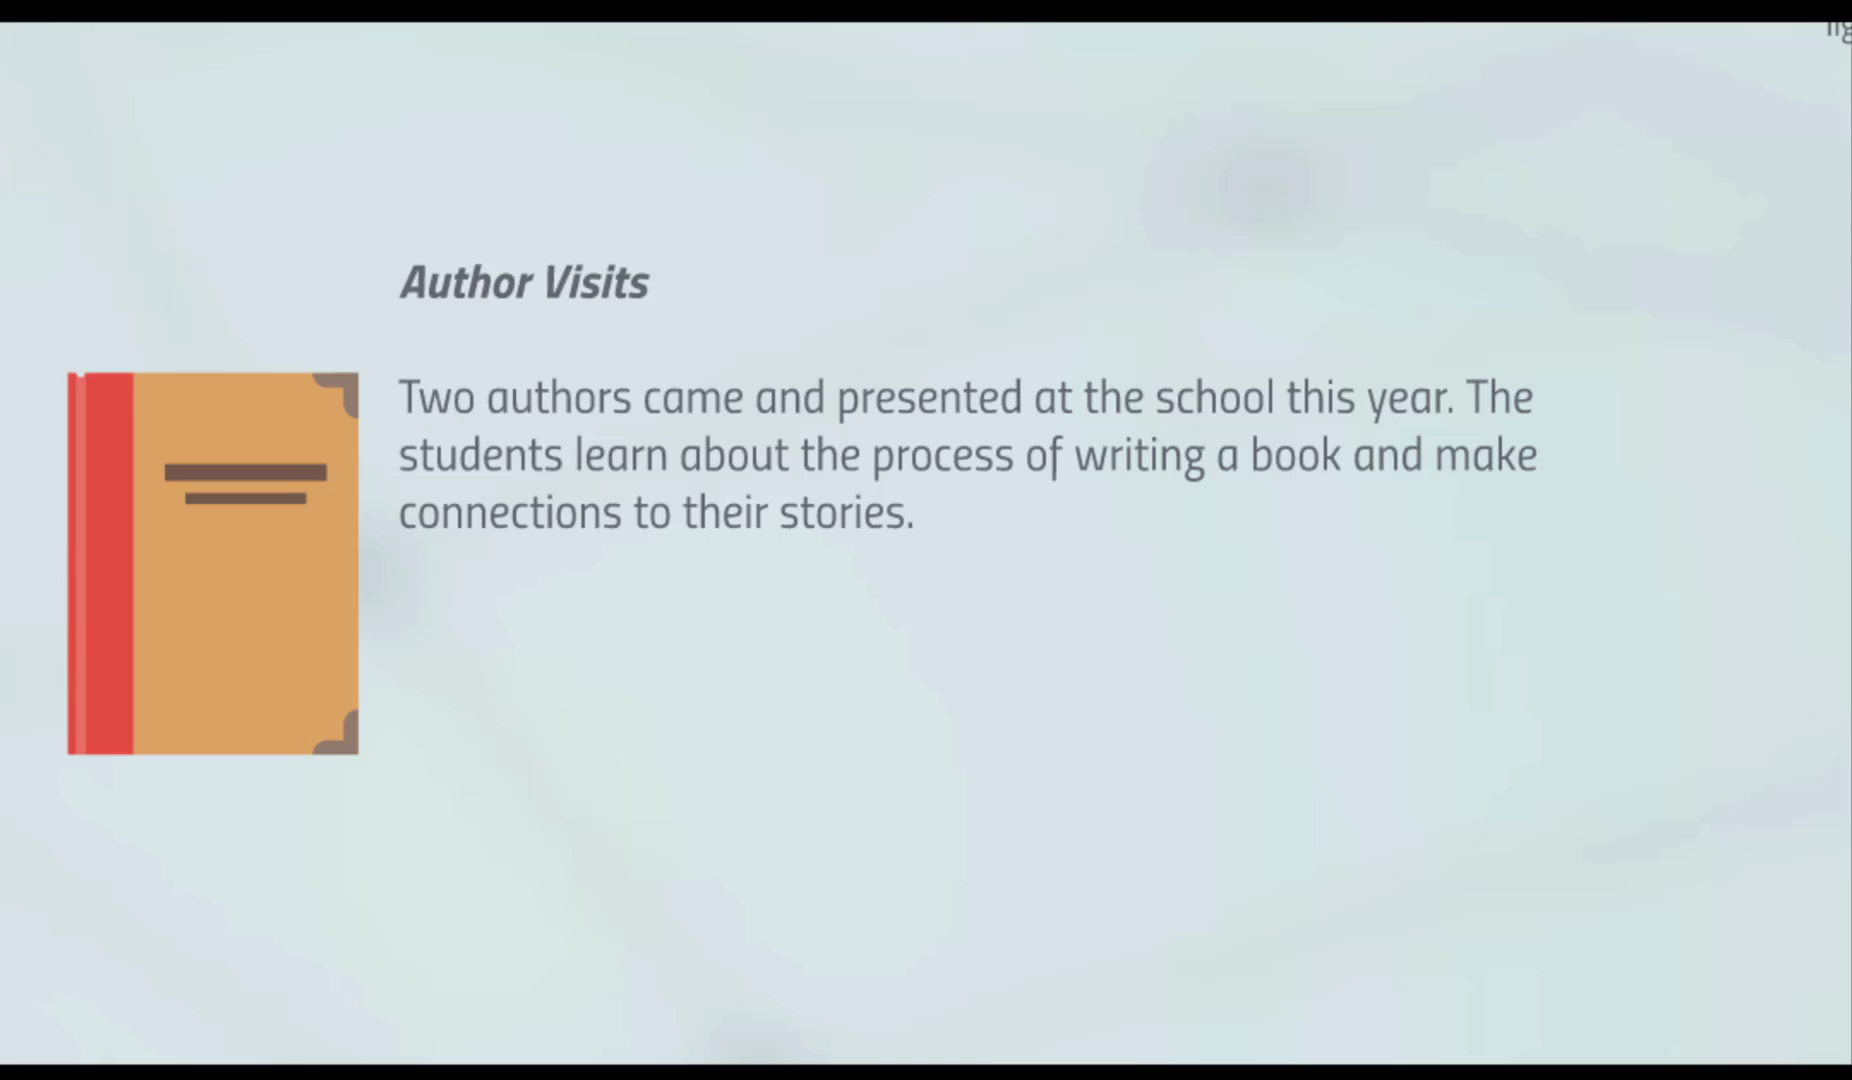 Author Visits
Two authors came and presented at the school this year. The
students learn about the process of writing a book and make
connections to their stories.